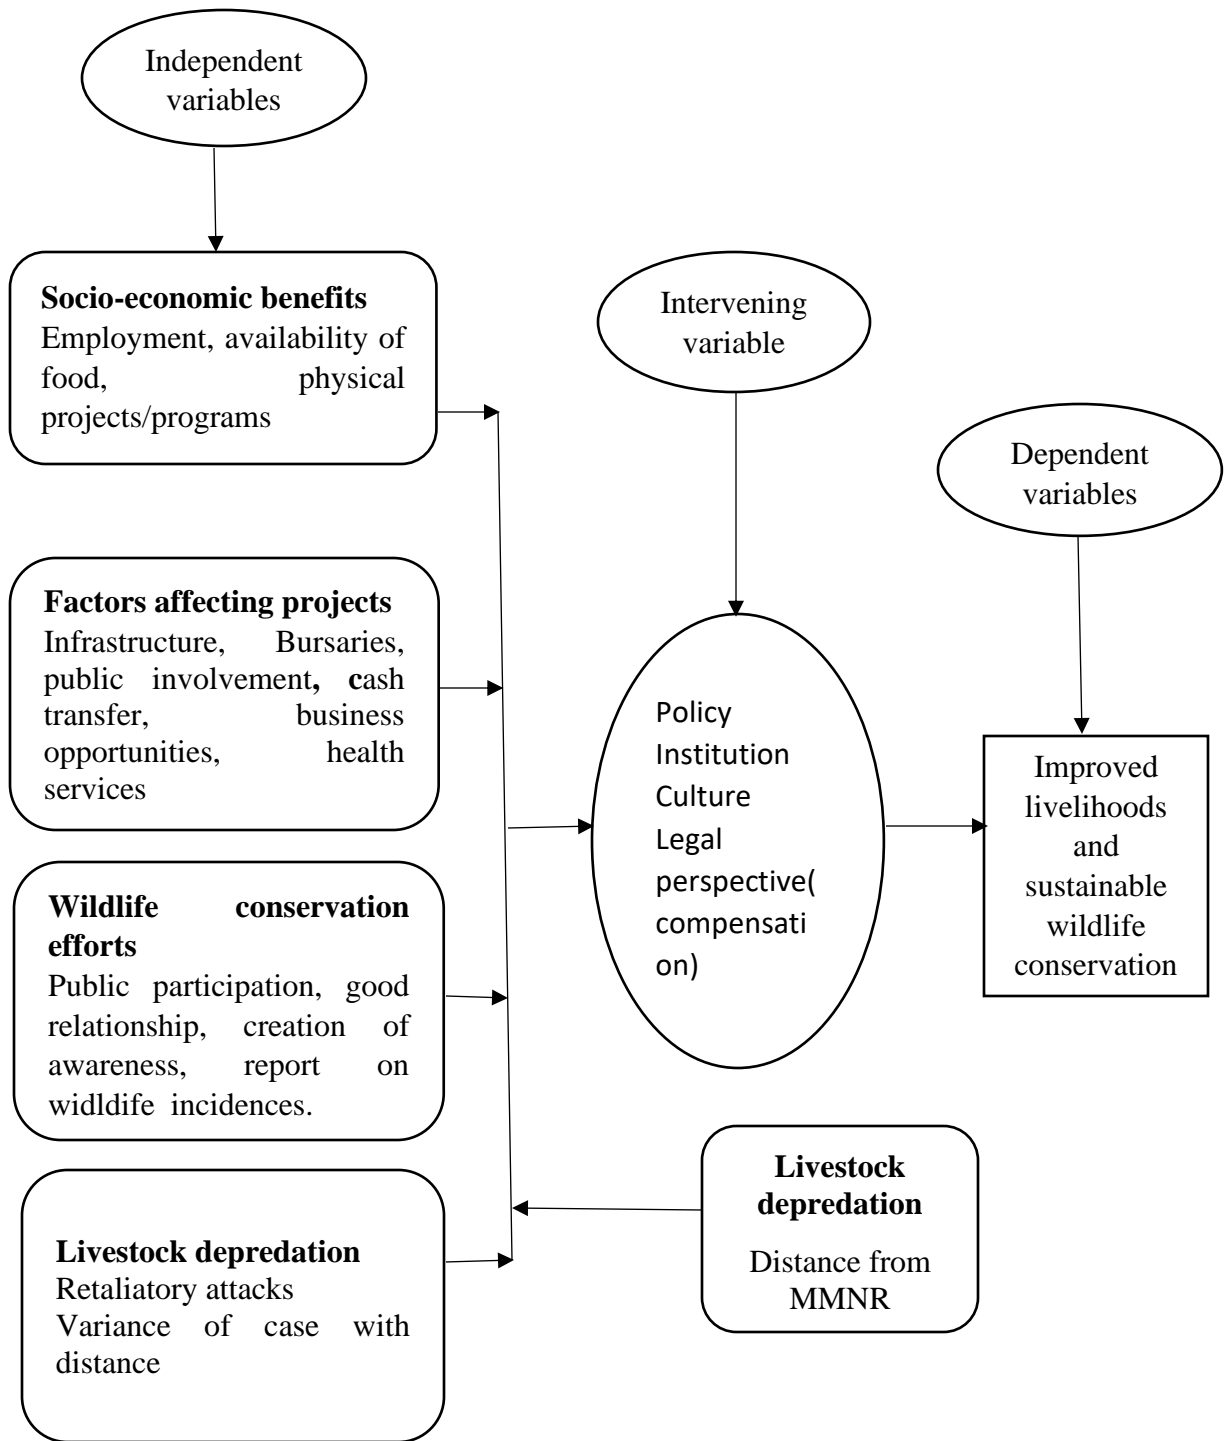 Independent
variables
Socio-economic benefits
Employment, availability of
food, physical
projects/programs
Factors affecting projects
Infrastructure, Bursaries,
public involvement, cash
transfer, business
opportunities, health
services
Wildlife conservation
efforts
Public participation, good
relationship, creation of
awareness, report on
widldife incidences.
Livestock depredation
Retaliatory attacks
Variance of case with
distance
Intervening
variable
Policy
Institution
Culture
Legal
perspective(
compensati
on)
Livestock
depredation
Distance from
MMNR
Dependent
variables
Improved
livelihoods
and
sustainable
wildlife
conservation